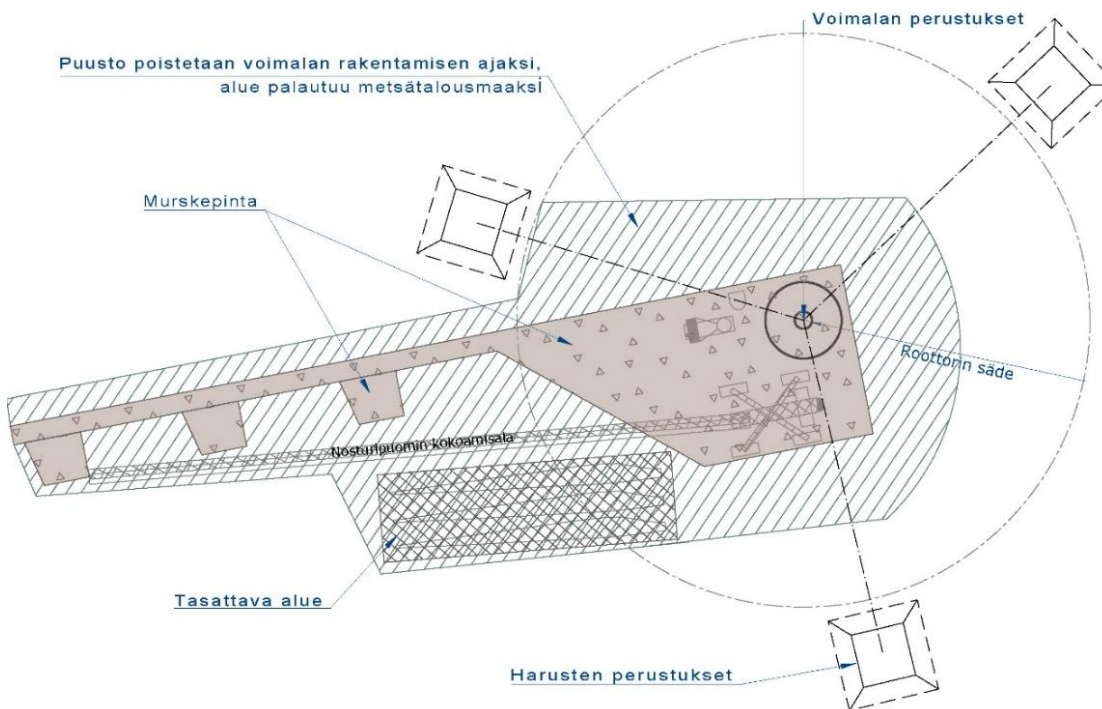 Voimalan perustukset
Puusto poistetaan voimalan rakentamisen ajaksi,
alue palautuu metsätalousmaaksi
Murskepinta
Roottorin säde
Nosturipuomin kokoamisala
Tasattava alue
Harusten perustukset